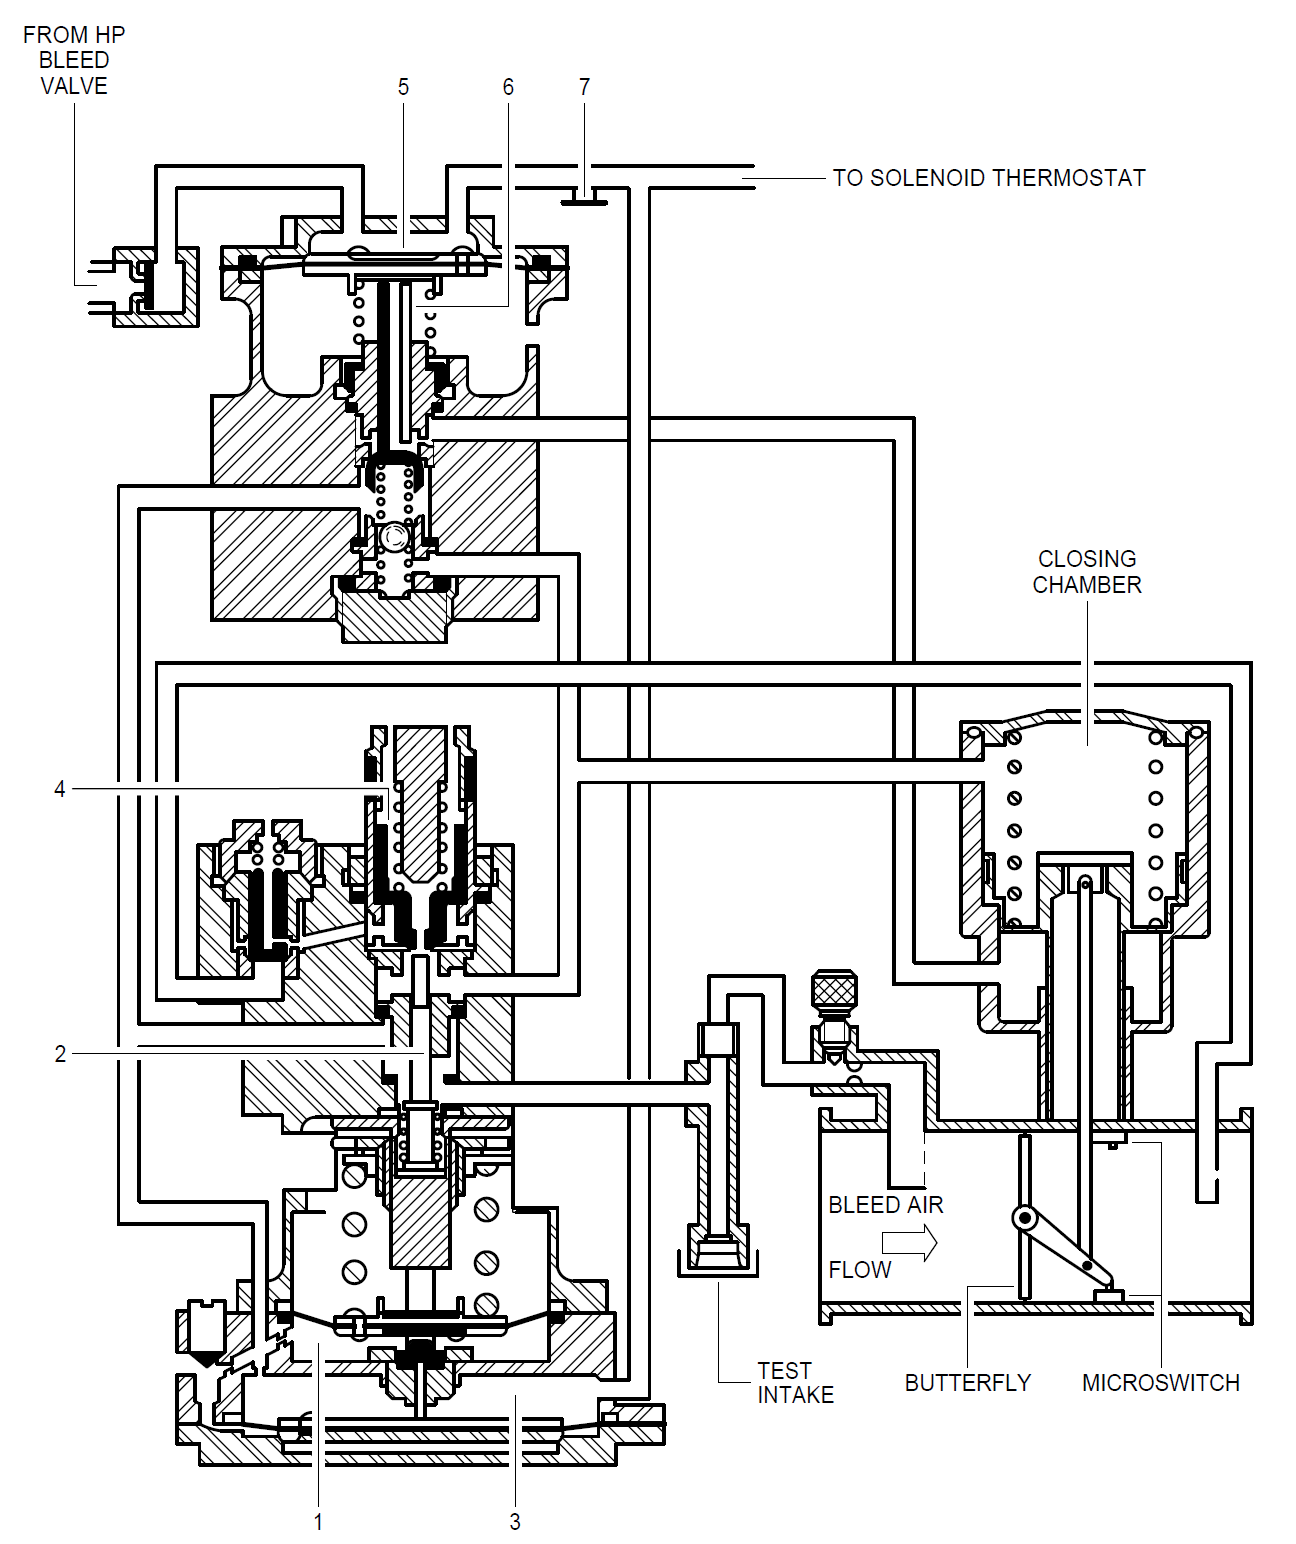 FROM HP
BLEED
VALVE
5
6
7
TO SOLENOID THERMOSTAT
CLOSING
CHAMBER
4
2
BLEED AIR
FLOW
TEST
INTAKE
BUTTERFLY
MICROSWITCH
1
3